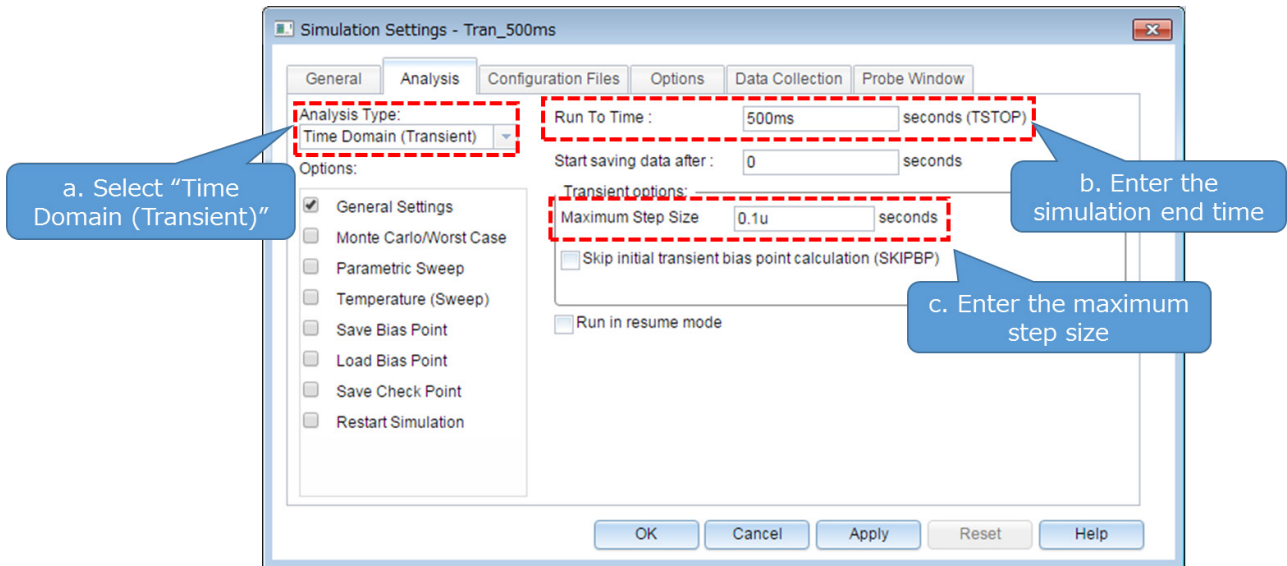 Simulation Settings - Tran_500ms
General
Analysis
Configuration Files
Options
Data Collection
Probe Window
Analysis Type:
Time Domain (Transient)
Options:
General Settings
Monte Carlo/Worst Case
Parametric Sweep
Temperature (Sweep)
Save Bias Point
Load Bias Point
Save Check Point
Restart Simulation
Run To Time :
500ms
seconds (TSTOP)
Start saving data after :
0
seconds
Transient options:
Maximum Step Size
0.1u
seconds
Skip initial transient bias point calculation (SKIPBP)
Run in resume mode
a. Select “Time
Domain (Transient)”
b. Enter the
simulation end time
c. Enter the maximum
step size
OK
Cancel
Apply
Reset
Help